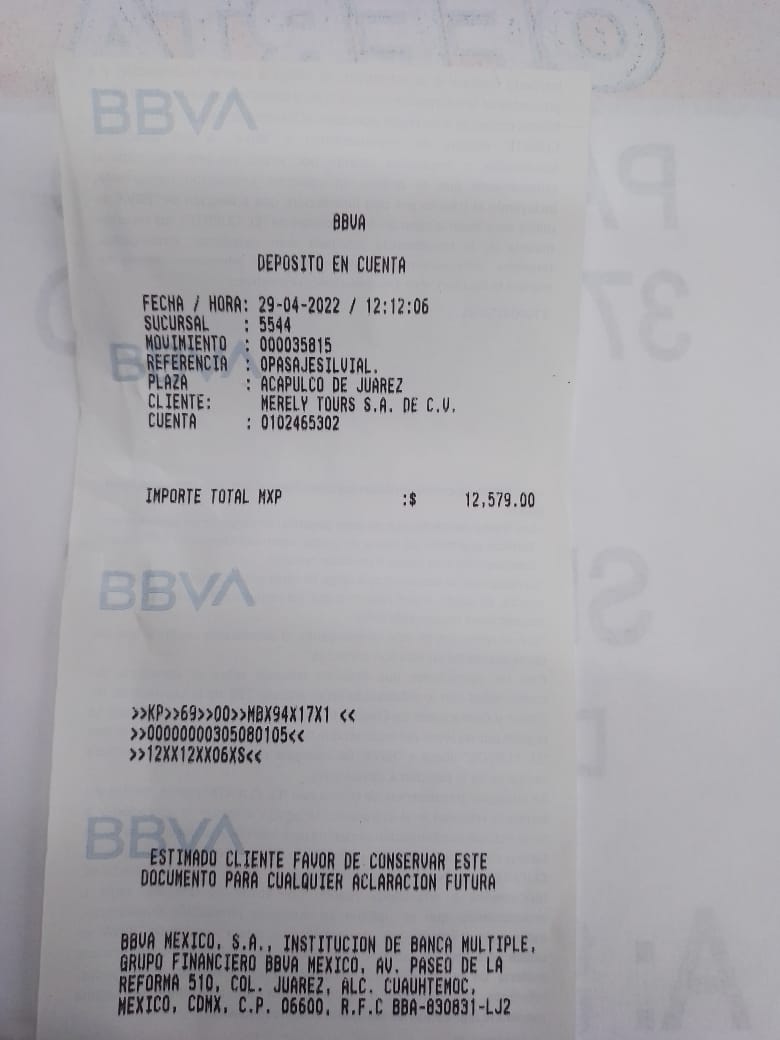 BBVA
BBVA
DEPOSITO EN CUENTA
FECHA / HORA: 29-04-2022 / 12:12:06
SUCURSAL : 5544
MOVIMIENTO : 000035815
BBVA
REFERENCIA : OPASAJESILVIAL.
PLAZA : ACAPULCO DE JUAREZ
CLIENTE: MERELY TOURS S.A. DE C.V.
CUENTA : 0102465302
IMPORTE TOTAL MXP :$ 12,579.00
BBVA
>>KP>>69>>00>>MBX94X17X1 <<
>>00000000305080105<<
>>12XX12XX06XS<<
BBVA
ESTIMADO CLIENTE FAVOR DE CONSERVAR ESTE
DOCUMENTO PARA CUALQUIER ACLARACION FUTURA
BBVA MEXICO, S.A., INSTITUCION DE BANCA MULTIPLE,
GRUPO FINANCIERO BBVA MEXICO, AV. PASEO DE LA
REFORMA 510, COL. JUAREZ, ALC. CUAUHTEMOC,
MEXICO, CDMX, C.P. 06600, R.F.C BBA-830831-LJ2